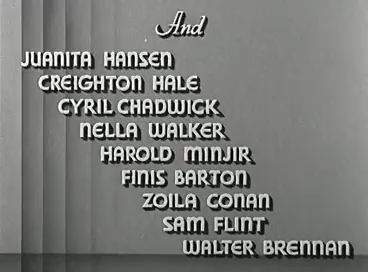 And
JUANITA HANSEN
CREIGHTON HALE
CYRIL CHADWICK
NELLA WALKER
HAROLD MINJIR
FINIS BARTON
ZOILA CONAN
SAM FLINT
WALTER BRENNAN